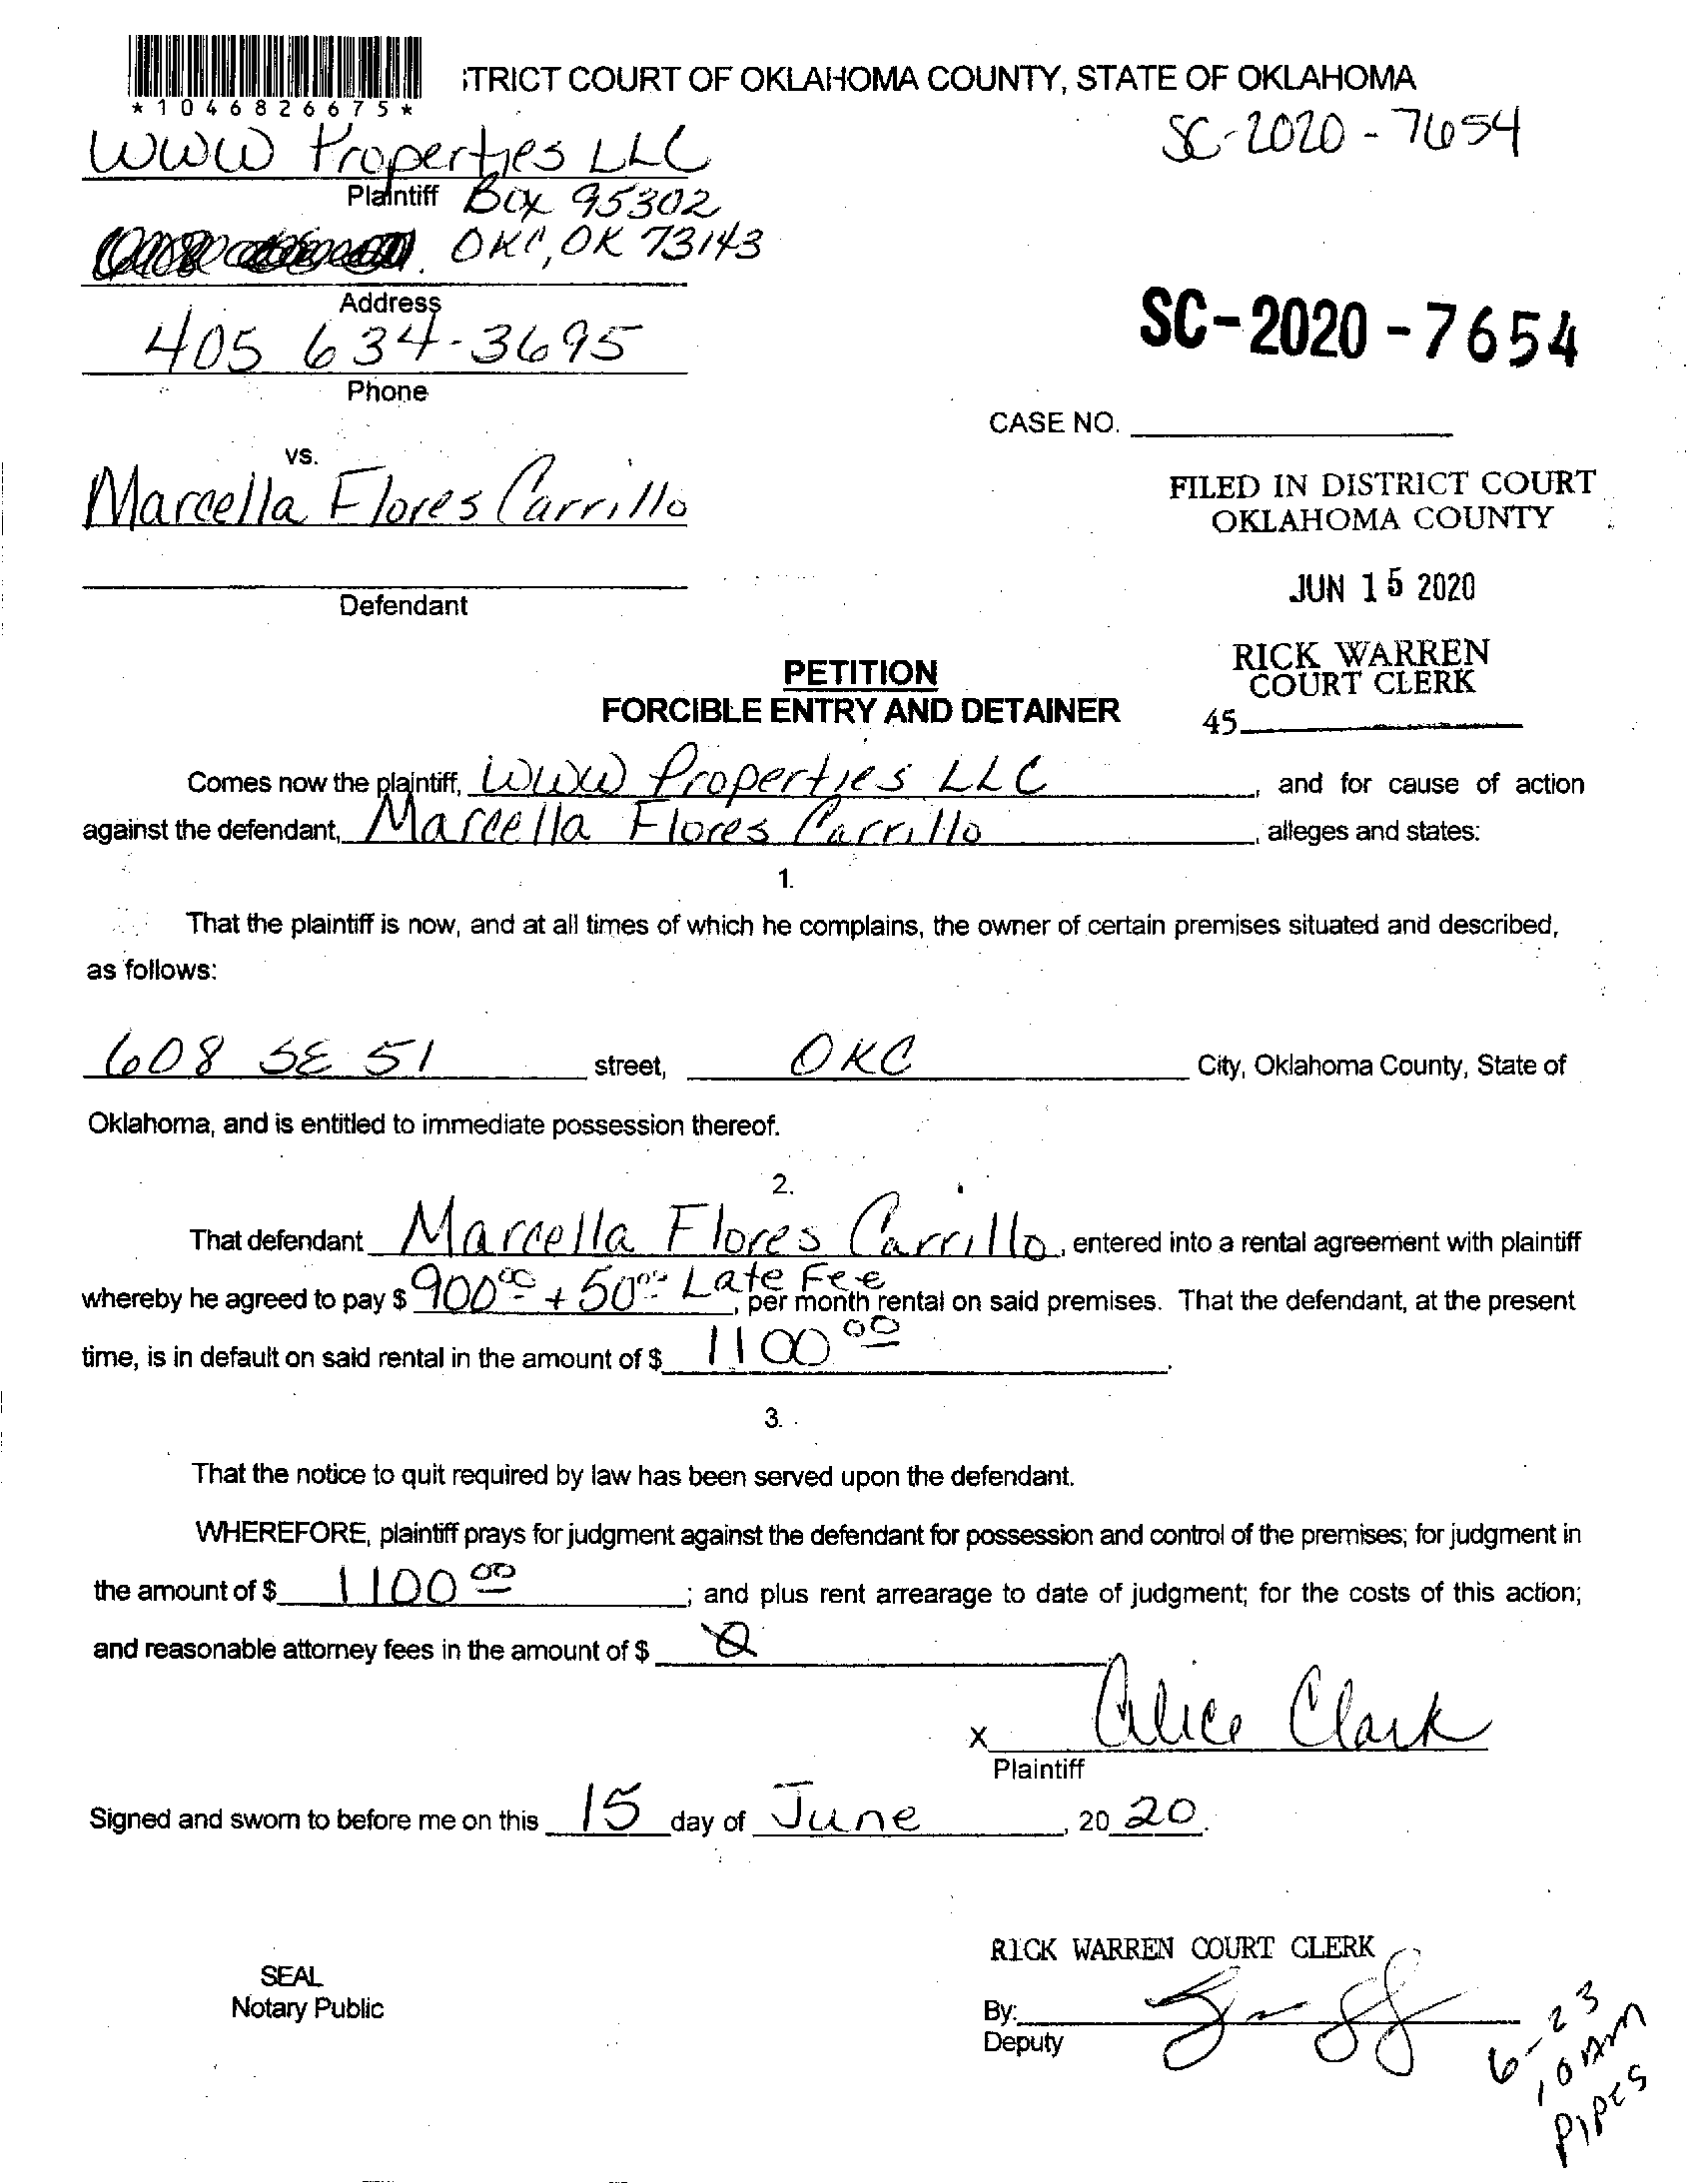 iTRICT COURT OF OKLAHOMA COUNTY, STATE OF OKLAHOMA
*1046826675*
SC-2020-7654
WWW Properties LLC
Plaintiff Box 95302
OKC, OK 73143
Address
405 634-3695
Phone
SC-2020-7654
CASE NO.
vs.
Marcella Flores Carrillo
Defendant
FILED IN DISTRICT COURT
OKLAHOMA COUNTY
JUN 15 2020
RICK WARREN
COURT CLERK
45
PETITION
FORCIBLE ENTRY AND DETAINER
Comes now the plaintiff, WWW Properties LLC, and for cause of action
against the defendant, Marcella Flores Carrillo, alleges and states:
1.
That the plaintiff is now, and at all times of which he complains, the owner of certain premises situated and described,
as follows:
608 SE 51 street, OKC City, Oklahoma County, State of
Oklahoma, and is entitled to immediate possession thereof.
2.
That defendant Marcella Flores Carrillo, entered into a rental agreement with plaintiff
whereby he agreed to pay $ 900.00 + 50.00 Late Fee, per month rental on said premises. That the defendant, at the present
time, is in default on said rental in the amount of $ 1100 00.
3.
That the notice to quit required by law has been served upon the defendant.
WHEREFORE, plaintiff prays for judgment against the defendant for possession and control of the premises; for judgment in
the amount of $ 1100 00; and plus rent arrearage to date of judgment; for the costs of this action;
and reasonable attorney fees in the amount of $ 0
X Alice Clark
Plaintiff
Signed and sworn to before me on this 15 day of June, 2020.
RICK WARREN COURT CLERK
SEAL
Notary Public
By:
Deputy
6-23
10 AM
PIPES